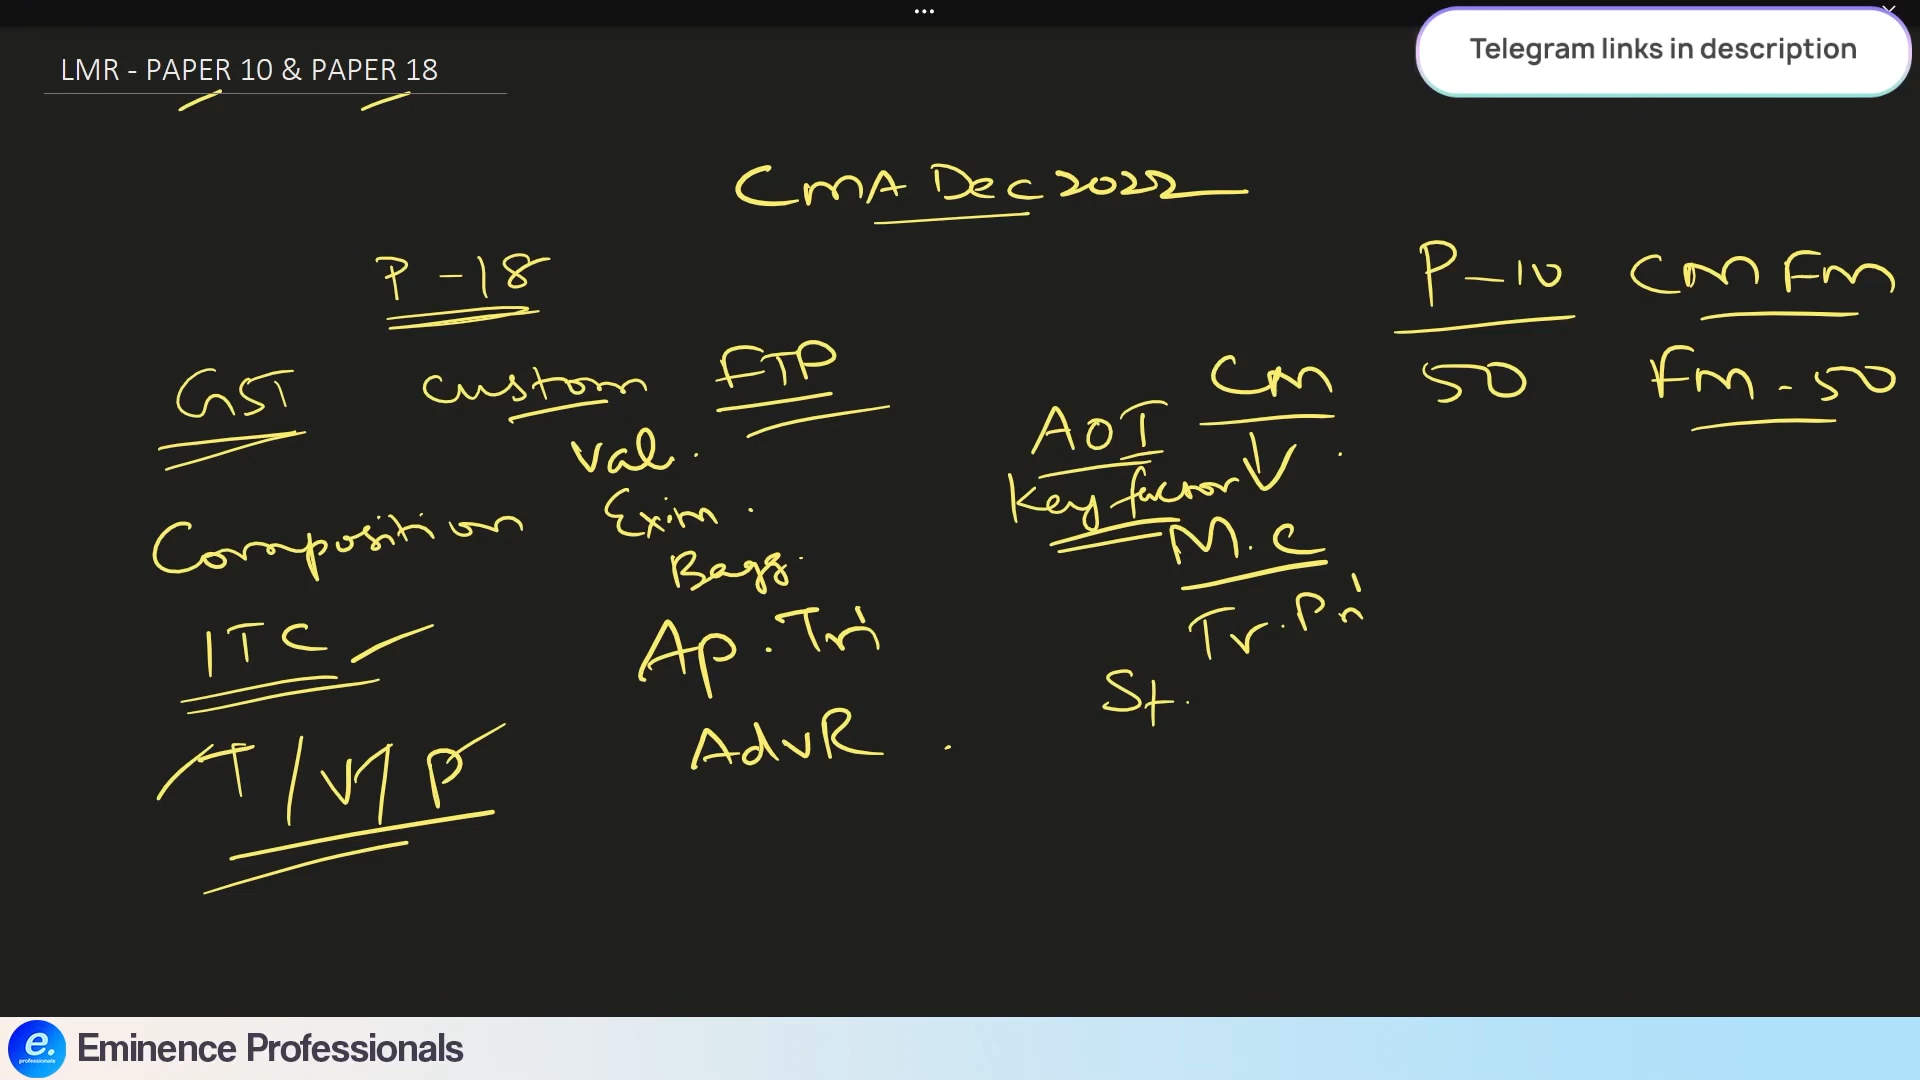 Telegram links in description
LMR - PAPER 10 & PAPER 18
CMA Dec 2022
P-18
GST
Custom
FTP
Val.
Exim.
Bagg.
Composition
ITC
Ap. Tri
T/V/P
AdvR.
P-10 CM FM
CM 50 FM - 50
AOT
Key factor
M.C
Tr. Pri
St.
e.
professionals
Eminence Professionals